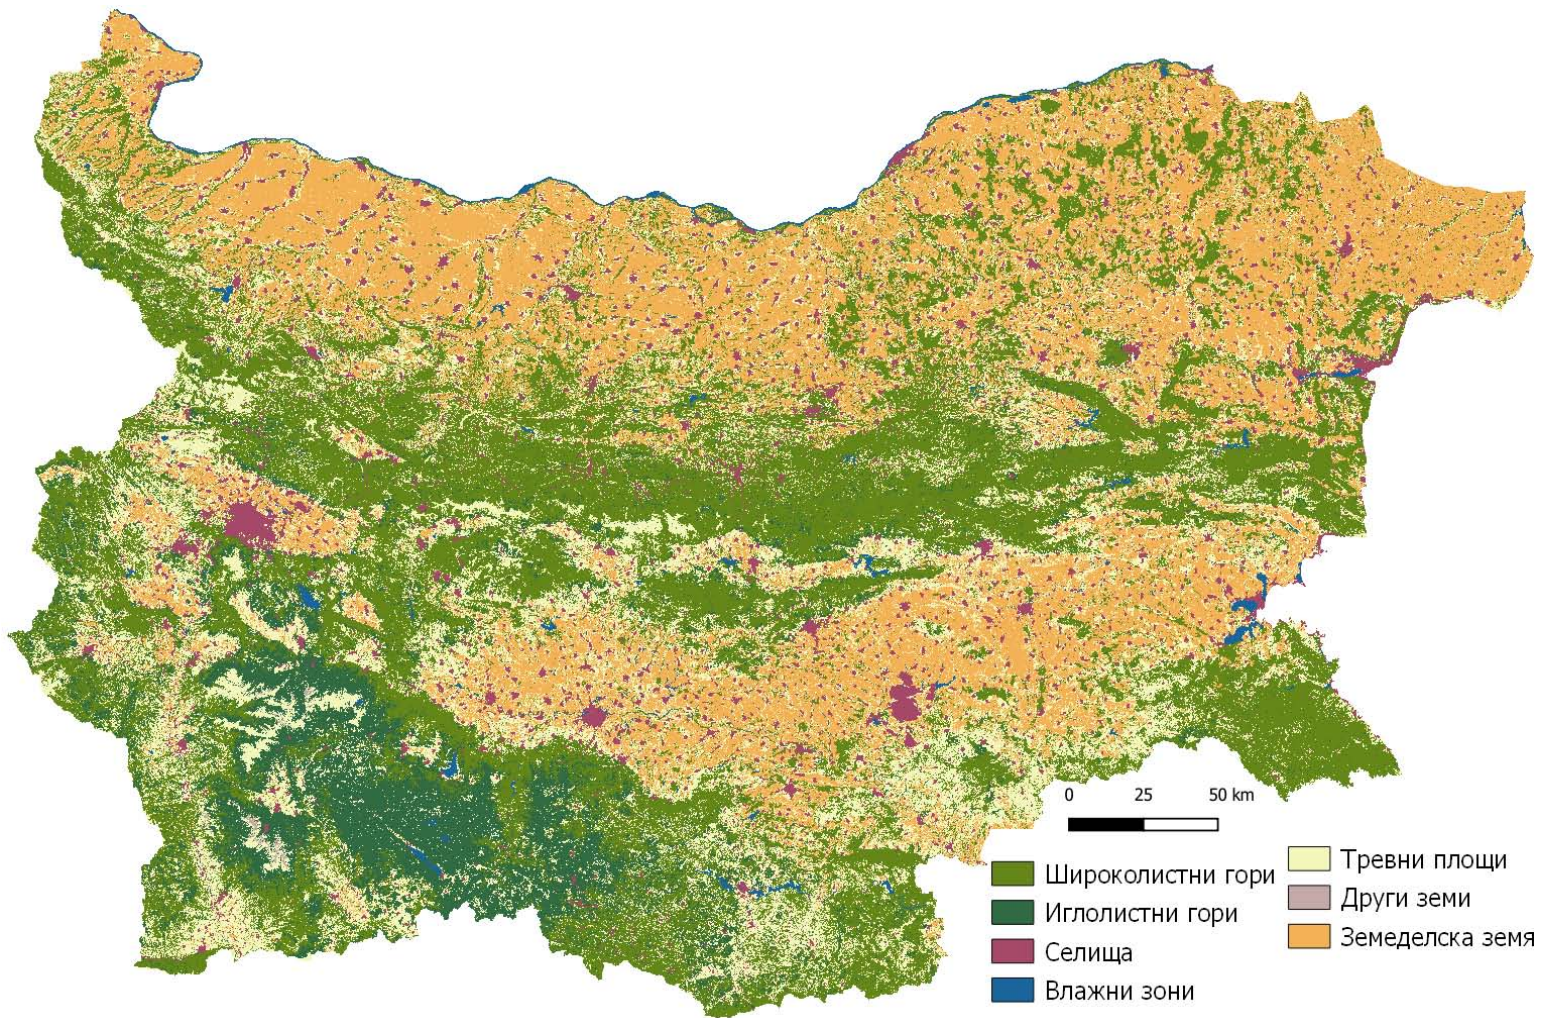 0 25 50 km
Широколистни гори
Иглолистни гори
Селища
Влажни зони
Тревни площи
Други земи
Земеделска земя